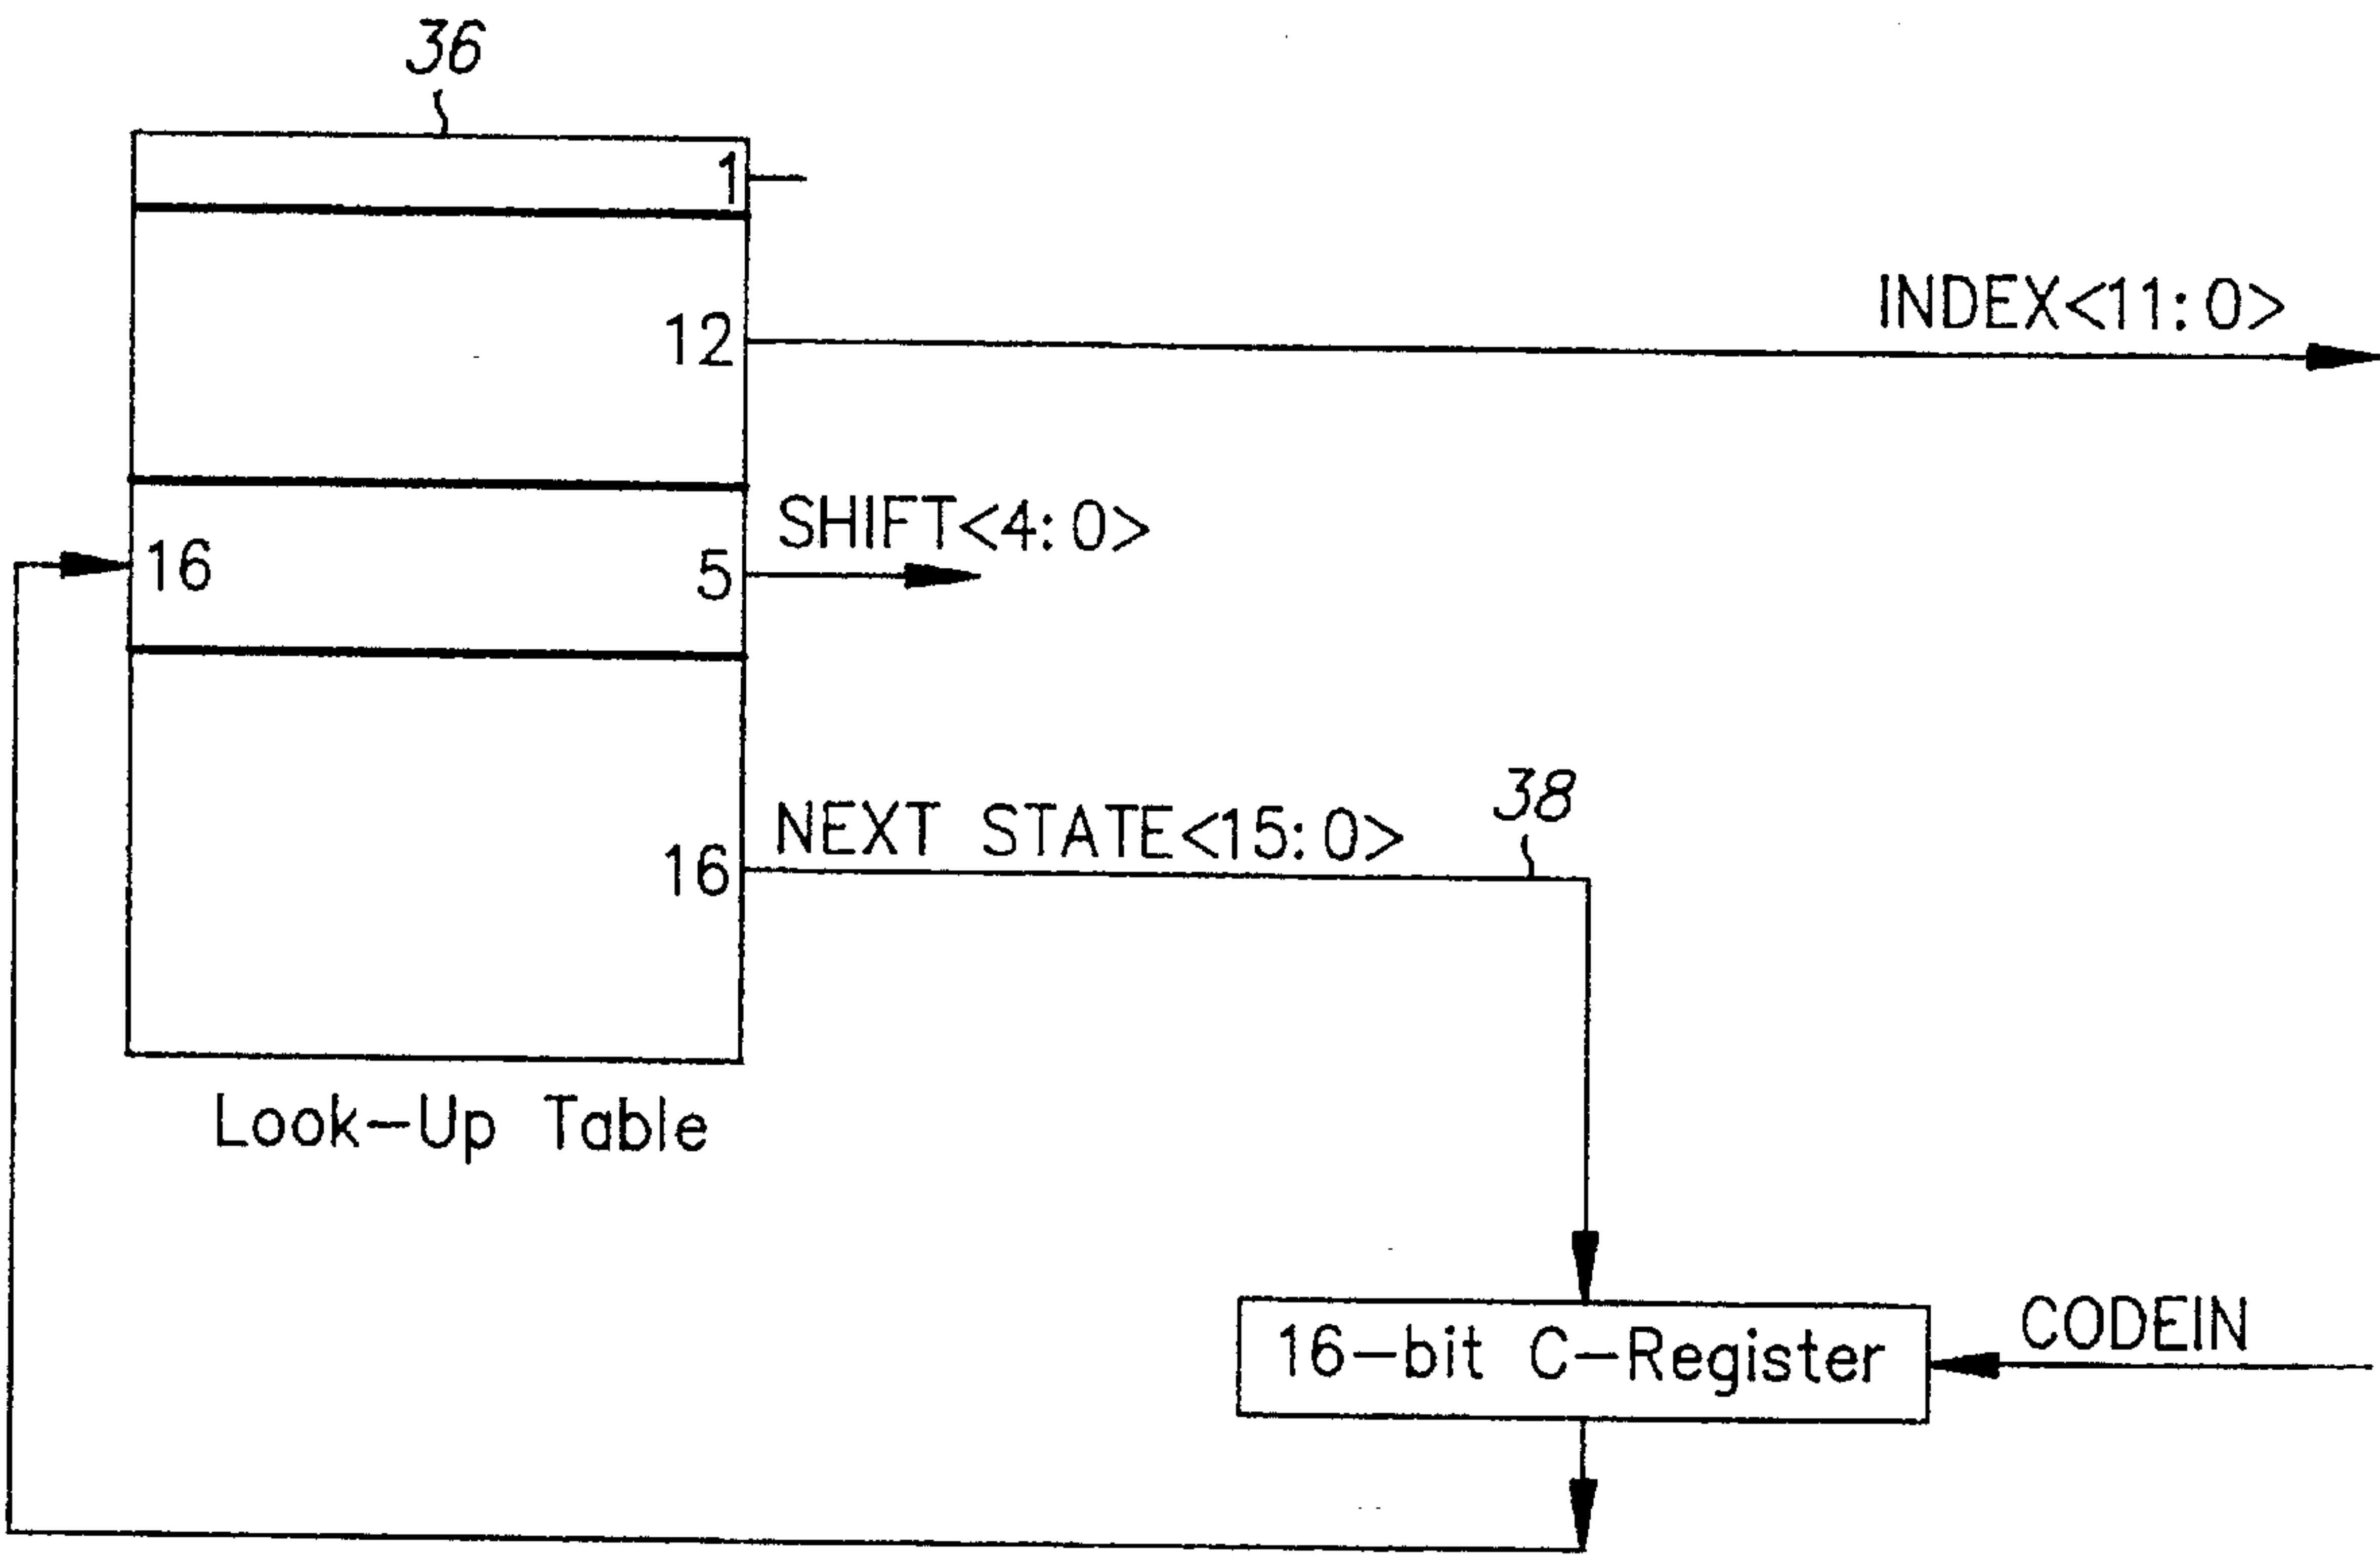 36
1
12
INDEX<11:0>
SHIFT<4:0>
16
5
NEXT STATE<15:0>
38
16
Look-Up Table
16-bit C-Register
CODEIN